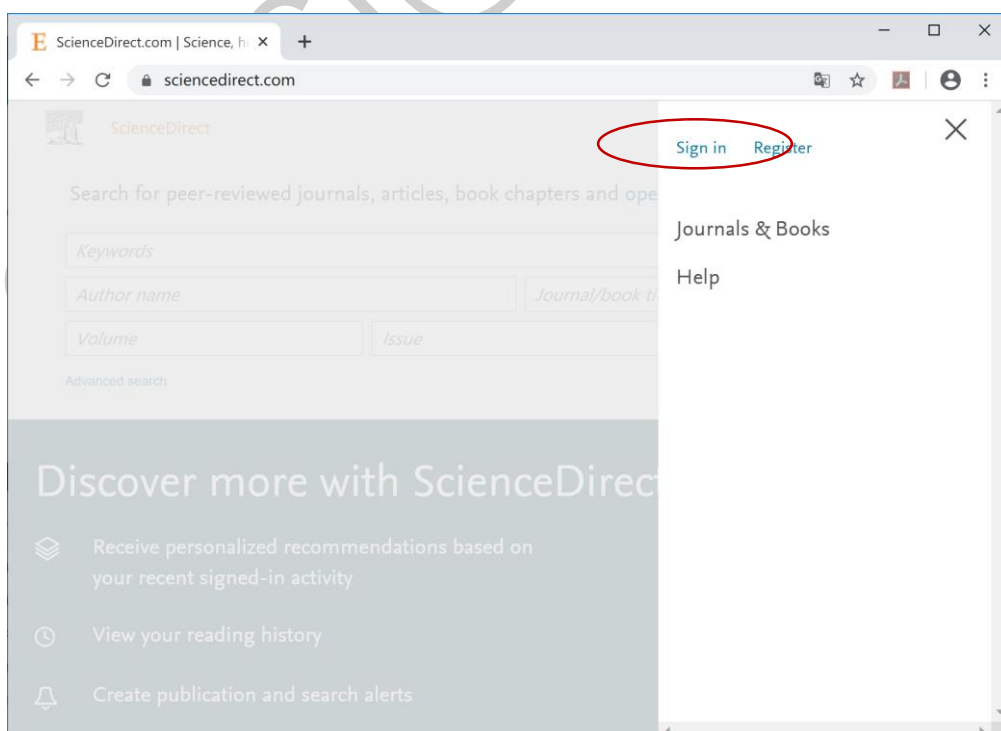 E ScienceDirect.com | Science, h
sciencedirect.com
ScienceDirect
Sign in Register
Search for peer-reviewed journals, articles, book chapters and ope
Journals & Books
Keywords
Help
Author name Journal/book ti
Volume Issue
Advanced search
Discover more with ScienceDirec
Receive personalized recommendations based on
your recent signed-in activity
View your reading history
Create publication and search alerts